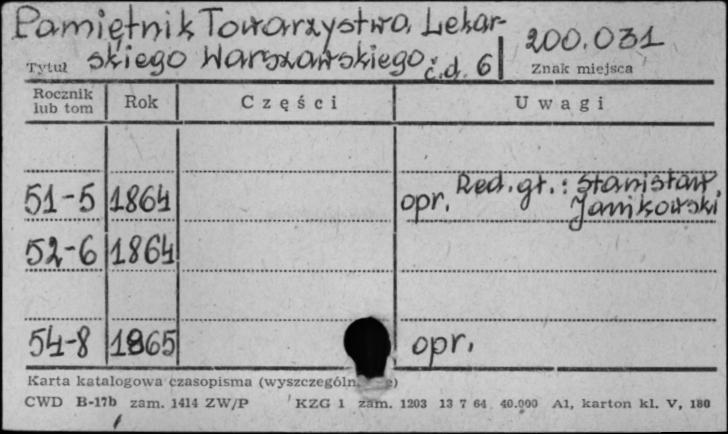 Pamiętnik Towarzystwa Lekar-
skiego Warszawskiego. c.d. 6 200.031
Tytuł Znak miejsca
Rocznik lub tom Rok Części Uwagi
51-5 1864 opr. Red. gł.: Stanisław Janikowski
52-6 1864
54-8 1865 opr.
Karta katalogowa czasopisma
CWD B-17b zam. 1414 ZW/P KZG 1 zam. 1203 13 7 64 40.000 A1, karton kl. V, 180